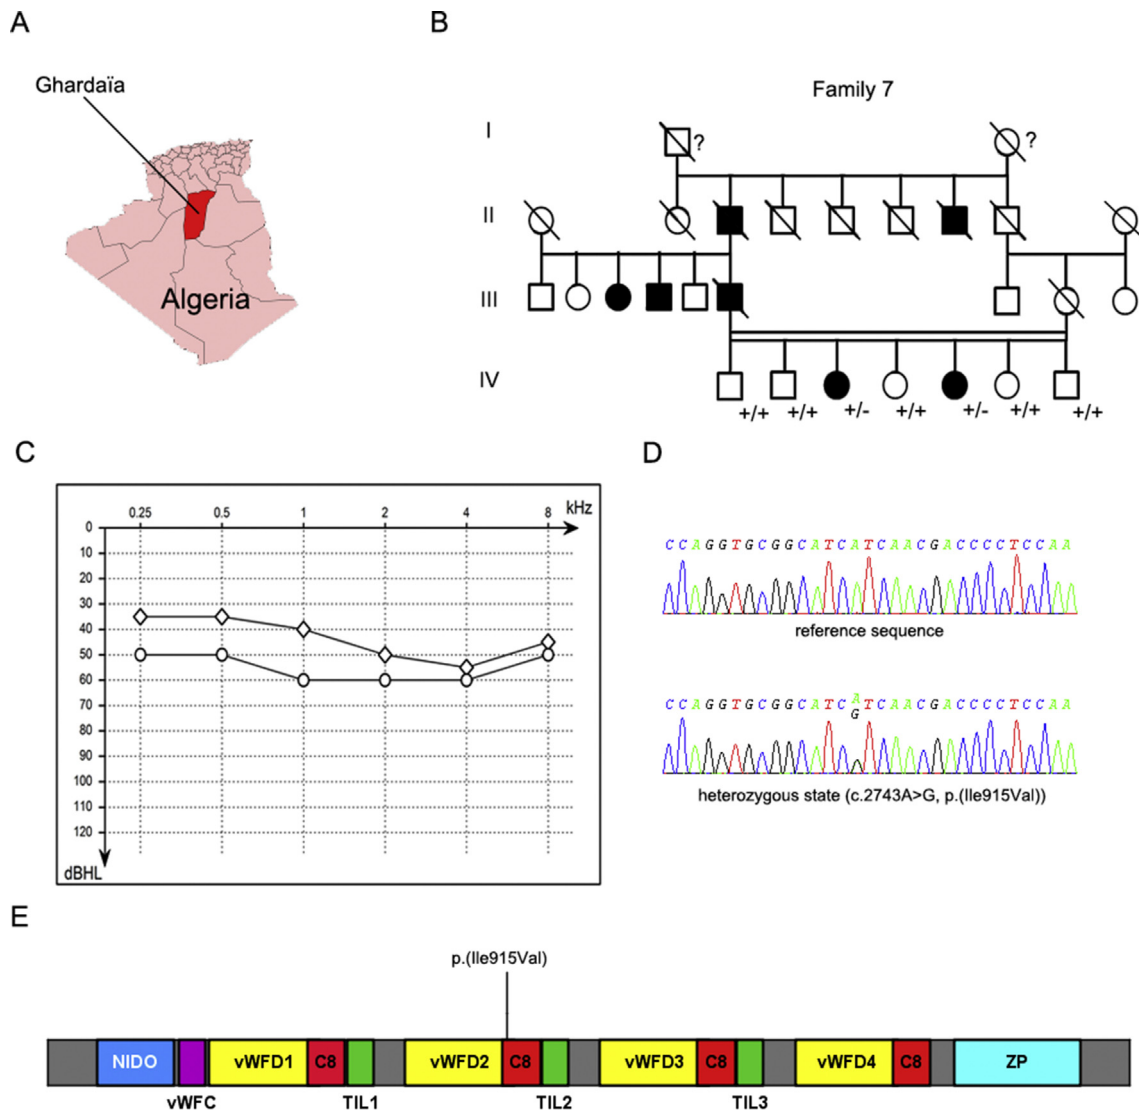 A
Ghardaïa
Algeria
B
Family 7
I
? ?
II
III
IV
+/+ +/+ +/- +/+ +/- +/+ +/+
C
kHz
0.25 0.5 1 2 4 8
0
10
20
30
40
50
60
70
80
90
100
110
120
dBHL
D
CCAGGTGCGGCATCATCAACGACCCCTCCAA
reference sequence
A
CCAGGTGCGGCATC TCAACGACCCCTCCAA
G
heterozygous state (c.2743A>G, p.(Ile915Val))
E
p.(Ile915Val)
NIDO vWFD1 C8 vWFD2 C8 vWFD3 C8 vWFD4 C8 ZP
vWFC TIL1 TIL2 TIL3